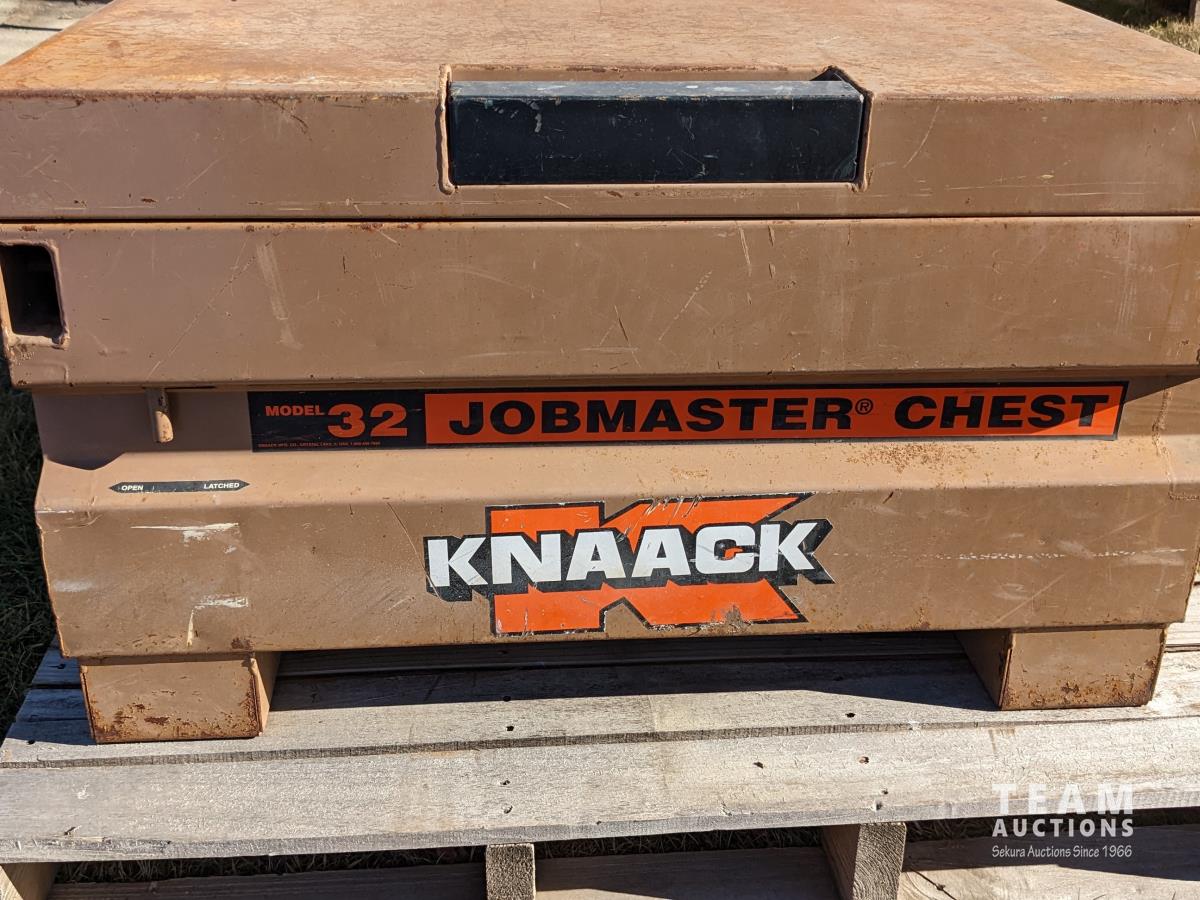 MODEL 32 JOBMASTER® CHEST
OPEN LATCHED
KNAACK
TEAM
AUCTIONS
Sekura Auctions Since 1966